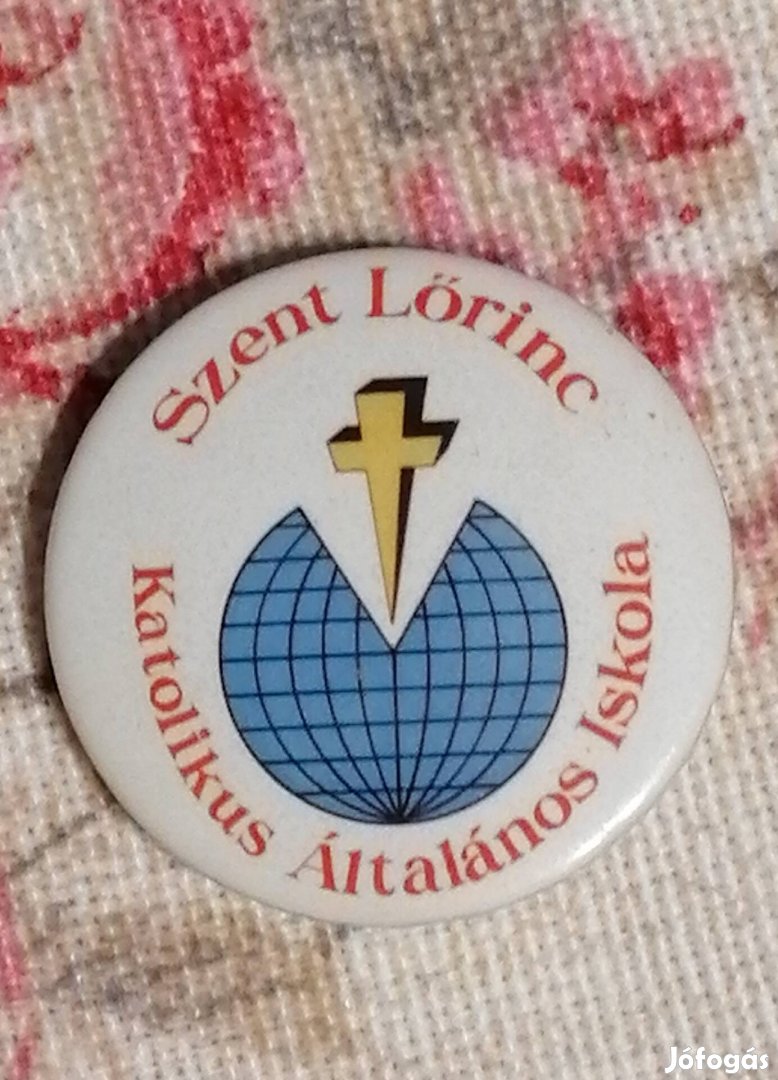 Szent Lőrinc
Katolikus Általános Iskola
Jófogás